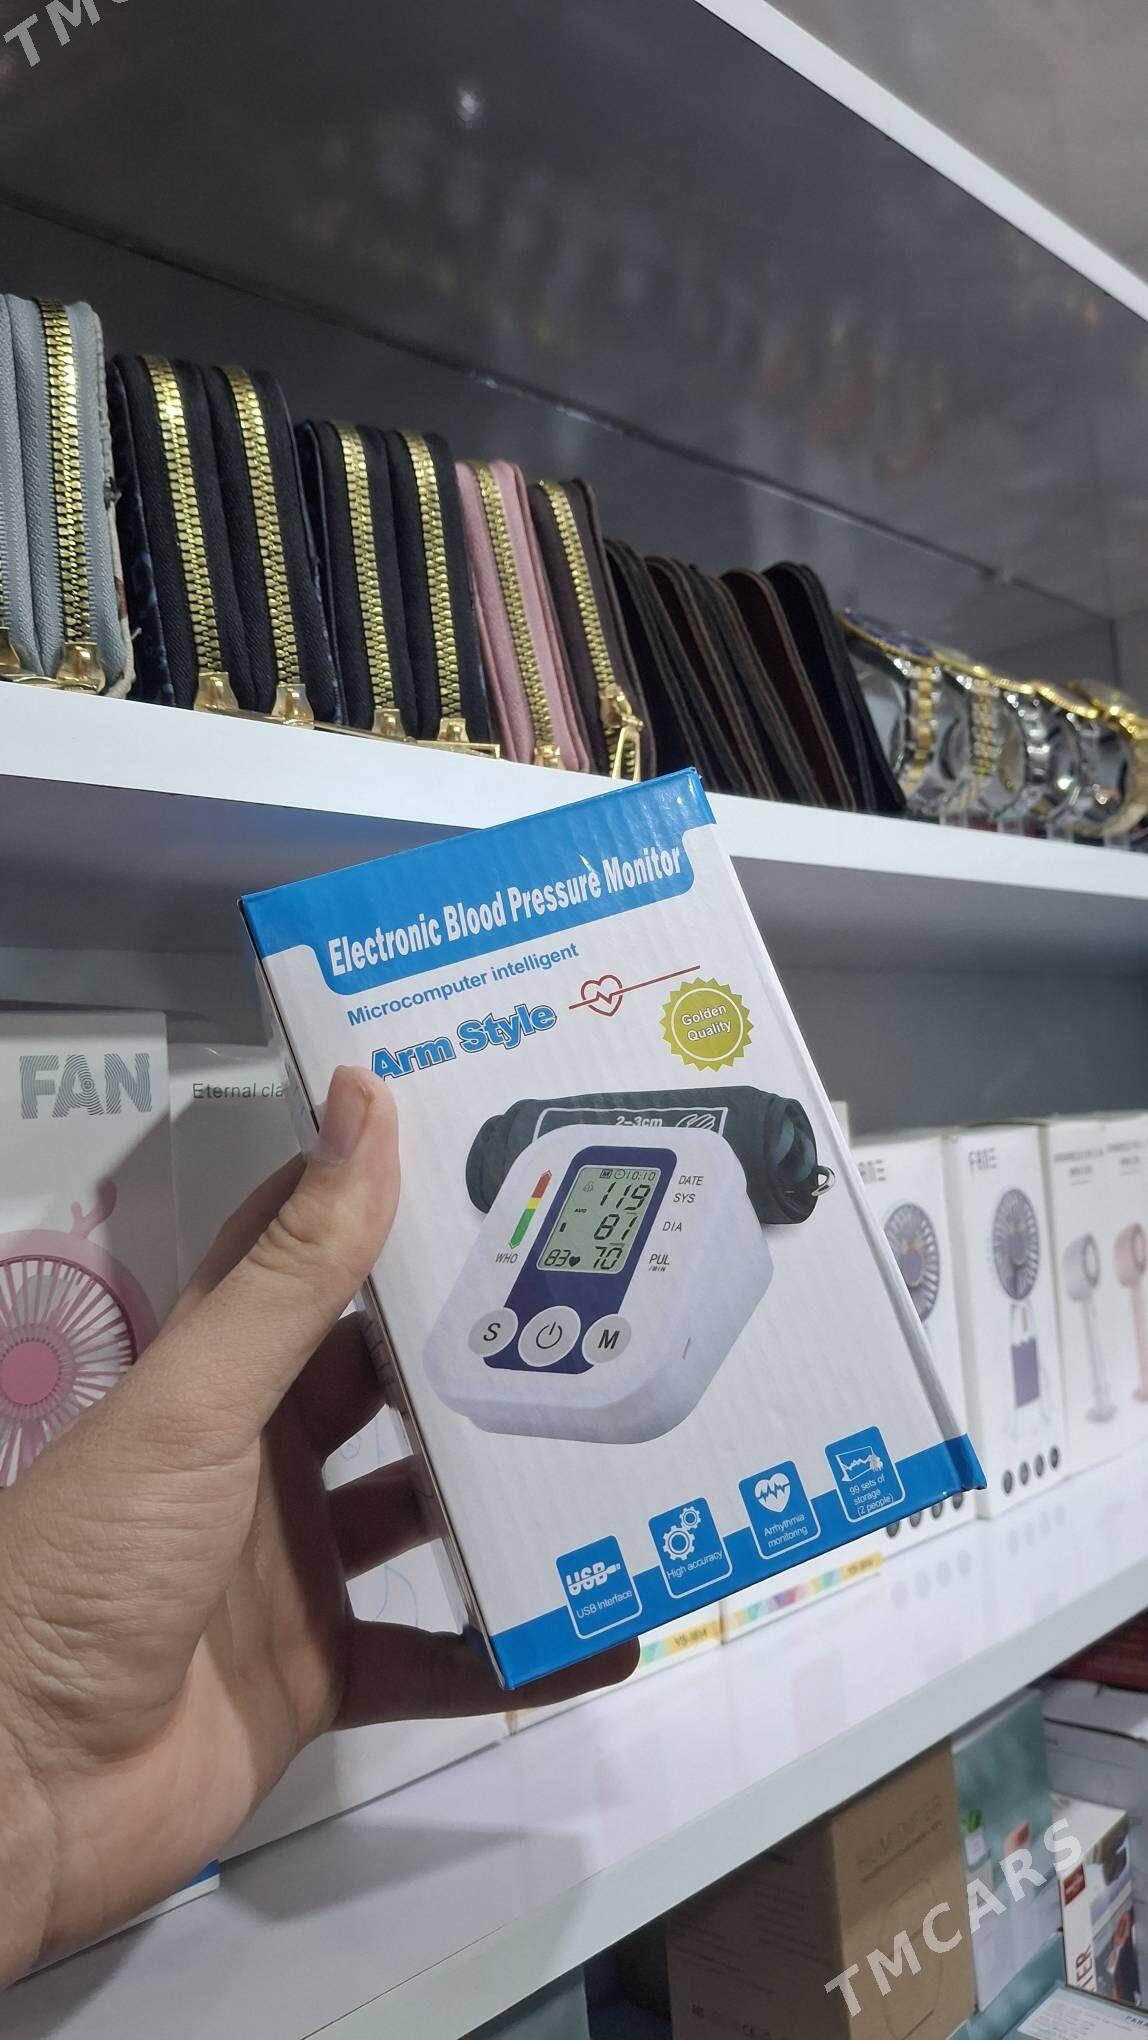 Electronic Blood Pressure Monitor
Microcomputer intelligent
Arm Style
Golden
Quality
2-3cm
M 10:10
119
AVG
81
83 70
DATE
SYS
DIA
PUL
/MIN
WHO
S
M
USB
USB interface
High accuracy
Arrhythmia
monitoring
99 sets of
storage
(2 people)
FAN
Eternal cla
FANE
TMCARS